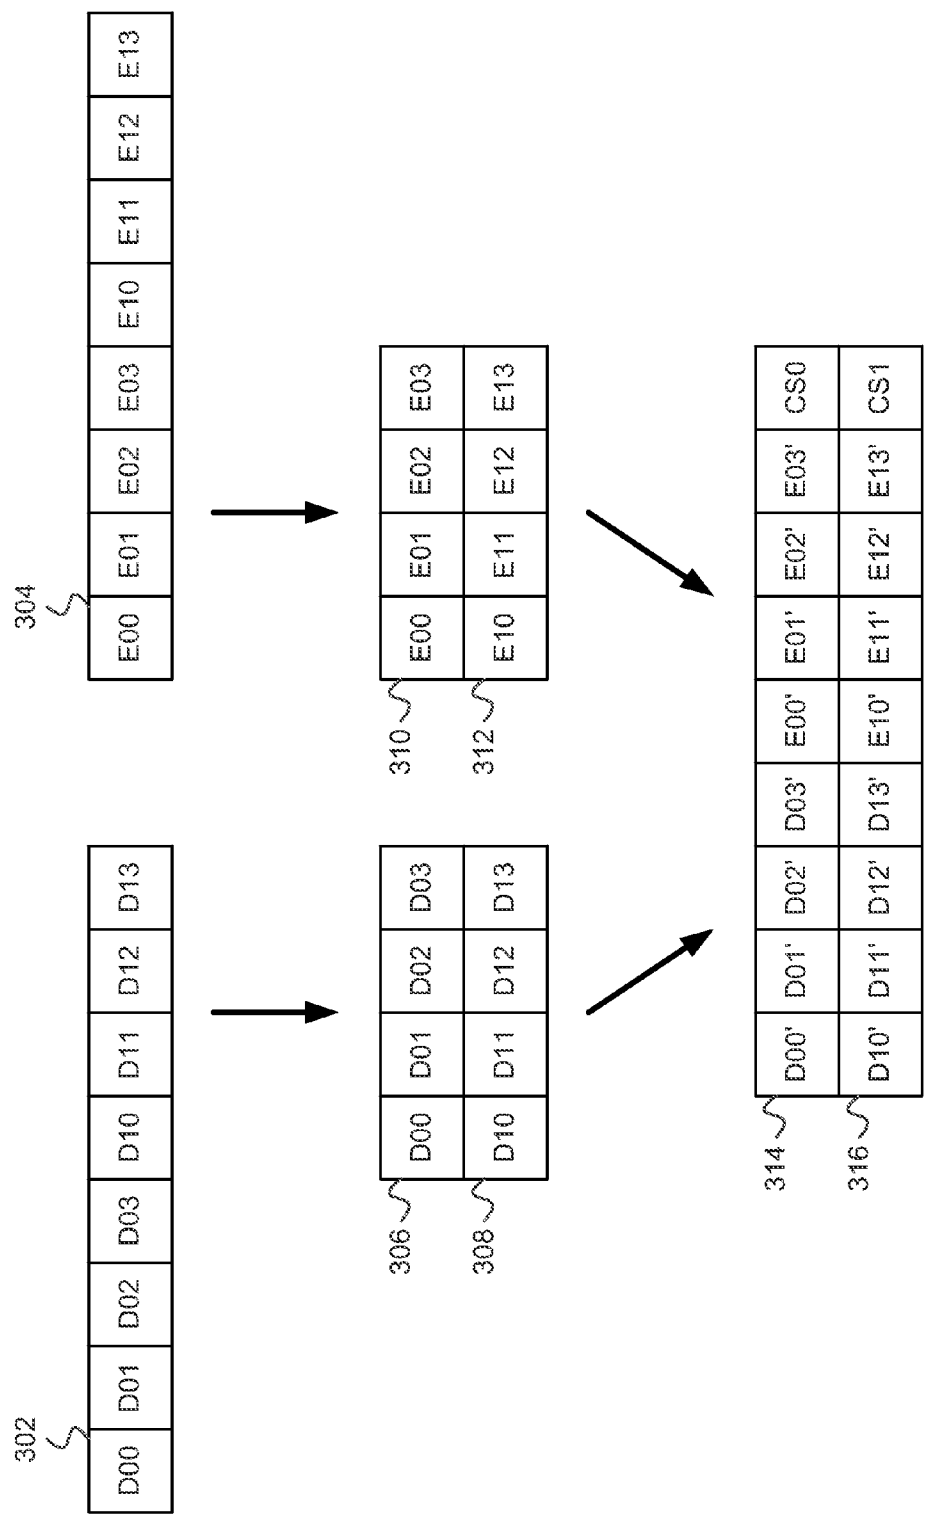 302
304
D00 D01 D02 D03 D10 D11 D12 D13
E00 E01 E02 E03 E10 E11 E12 E13
306
D00 D01 D02 D03
308
D10 D11 D12 D13
310
E00 E01 E02 E03
312
E10 E11 E12 E13
314
D00' D01' D02' D03' E00' E01' E02' E03' CS0
316
D10' D11' D12' D13' E10' E11' E12' E13' CS1